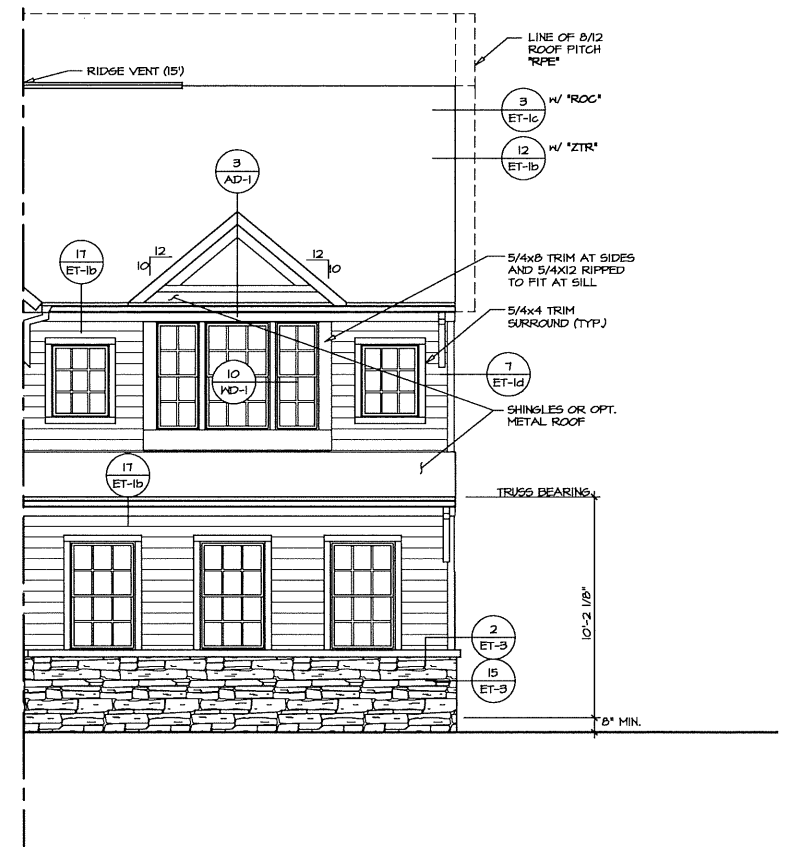 LINE OF 8/12
ROOF PITCH
"RPE"
RIDGE VENT (15')
3
ET-1c
W/ "ROC"
12
ET-1b
W/ "ZTR"
3
AD-1
12
10
12
10
17
ET-1b
5/4x8 TRIM AT SIDES
AND 5/4X12 RIPPED
TO FIT AT SILL
5/4x4 TRIM
SURROUND (TYP.)
10
WD-1
7
ET-1d
SHINGLES OR OPT.
METAL ROOF
17
ET-1b
TRUSS BEARING
10'-2 1/8"
2
ET-3
15
ET-3
8" MIN.